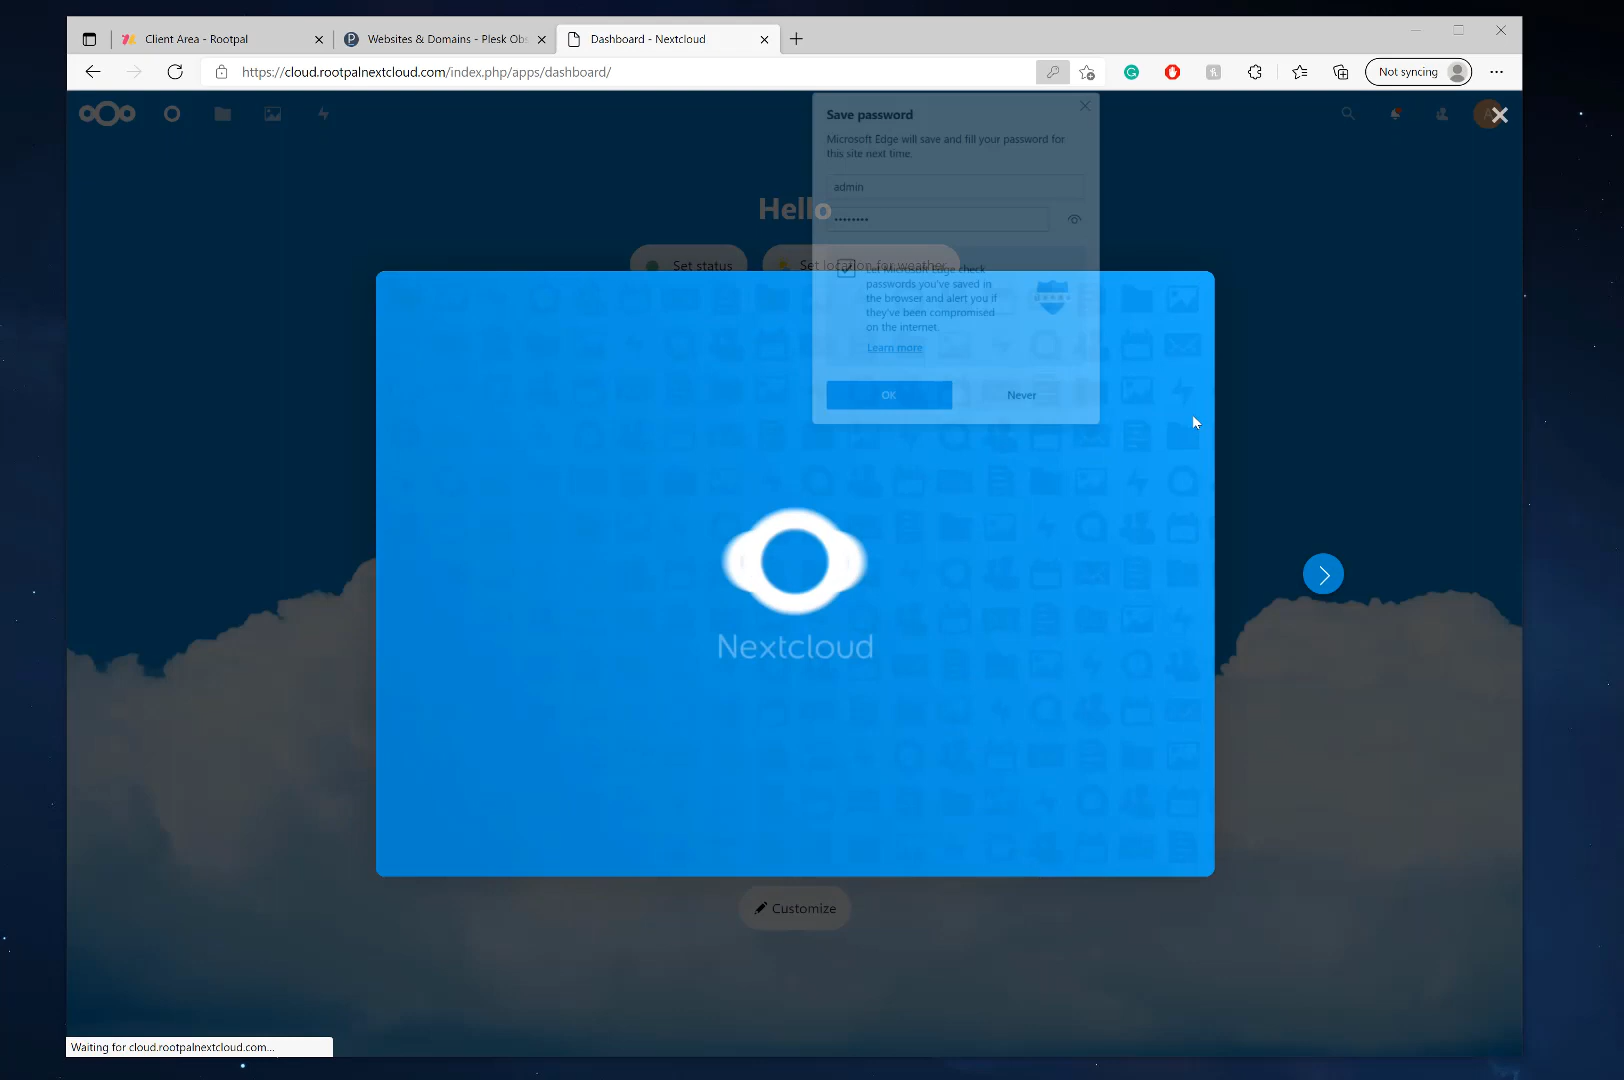 Client Area - Rootpal
Websites & Domains - Plesk Obs
Dashboard - Nextcloud
https://cloud.rootpalnextcloud.com/index.php/apps/dashboard/
Not syncing
Save password
Microsoft Edge will save and fill your password for
this site next time.
admin
••••••••
Hello
Set status
Set location for weather
Let Microsoft Edge check
passwords you've saved in
the browser and alert you if
they've been compromised
on the internet.
Learn more
OK
Never
Nextcloud
Customize
Waiting for cloud.rootpalnextcloud.com...